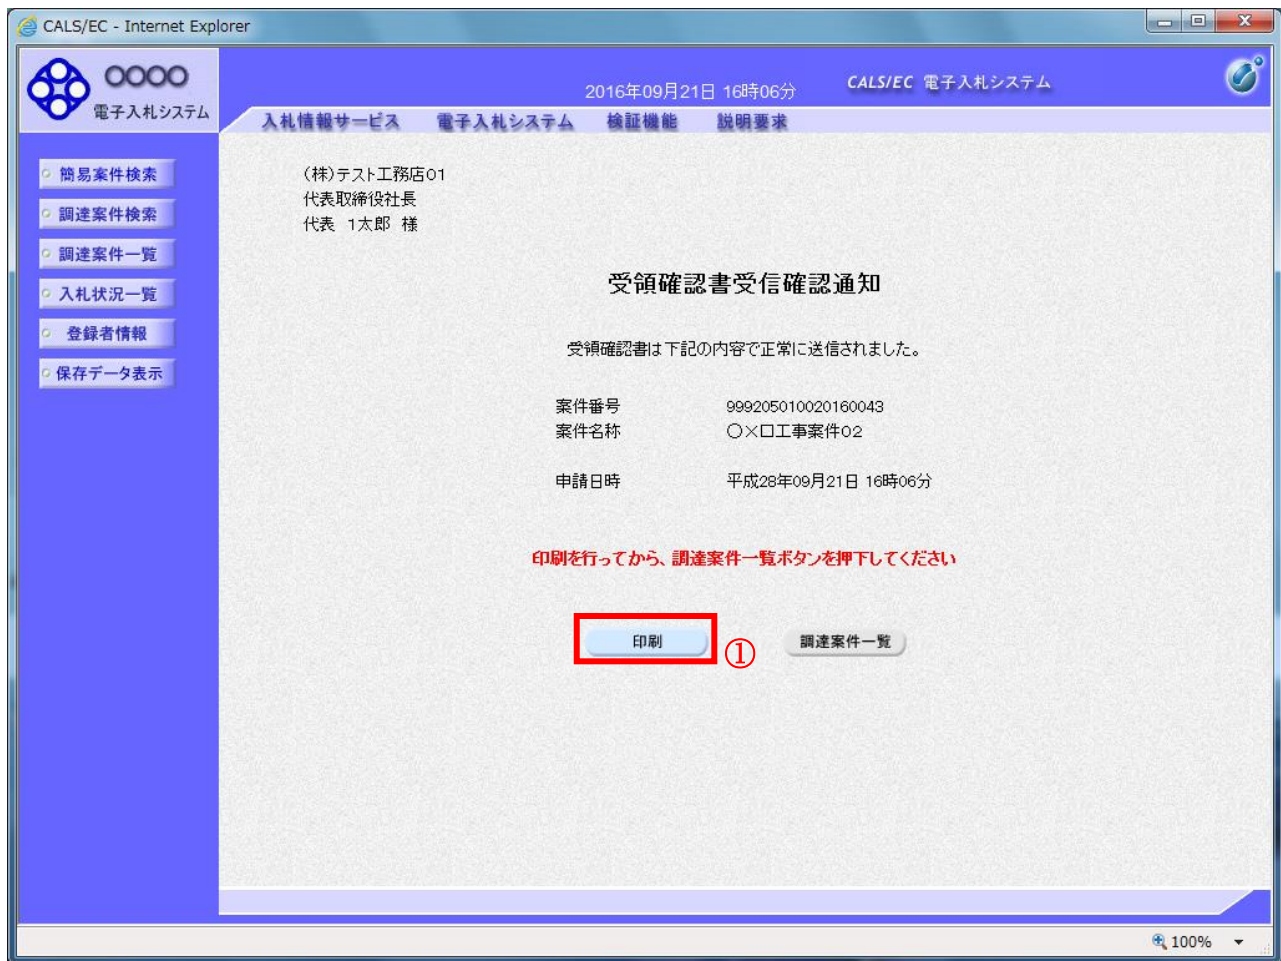 CALS/EC - Internet Explorer
〇〇〇〇
電子入札システム
2016年09月21日 16時06分
CALS/EC 電子入札システム
入札情報サービス 電子入札システム 検証機能 説明要求
簡易案件検索
調達案件検索
調達案件一覧
入札状況一覧
登録者情報
保存データ表示
(株)テスト工務店01
代表取締役社長
代表 1太郎 様
受領確認書受信確認通知
受領確認書は下記の内容で正常に送信されました。
案件番号 999205010020160043
案件名称 〇×口工事案件02
申請日時 平成28年09月21日 16時06分
印刷を行ってから、調達案件一覧ボタンを押下してください
印刷 ① 調達案件一覧
100%